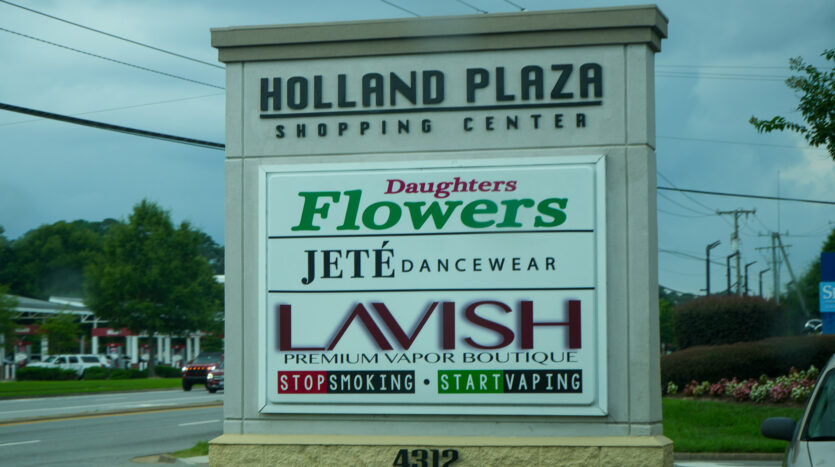 HOLLAND PLAZA
SHOPPING CENTER
Daughters
Flowers
JETÉ DANCEWEAR
LAVISH
PREMIUM VAPOR BOUTIQUE
STOPSMOKING · STARTVAPING
4312